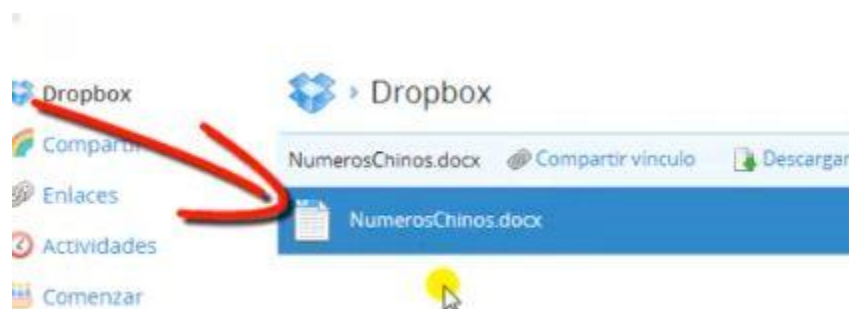 Dropbox
Compartir
Enlaces
Actividades
Comenzar
› Dropbox
NumerosChinos.docx Compartir vínculo Descargar
NumerosChinos.docx